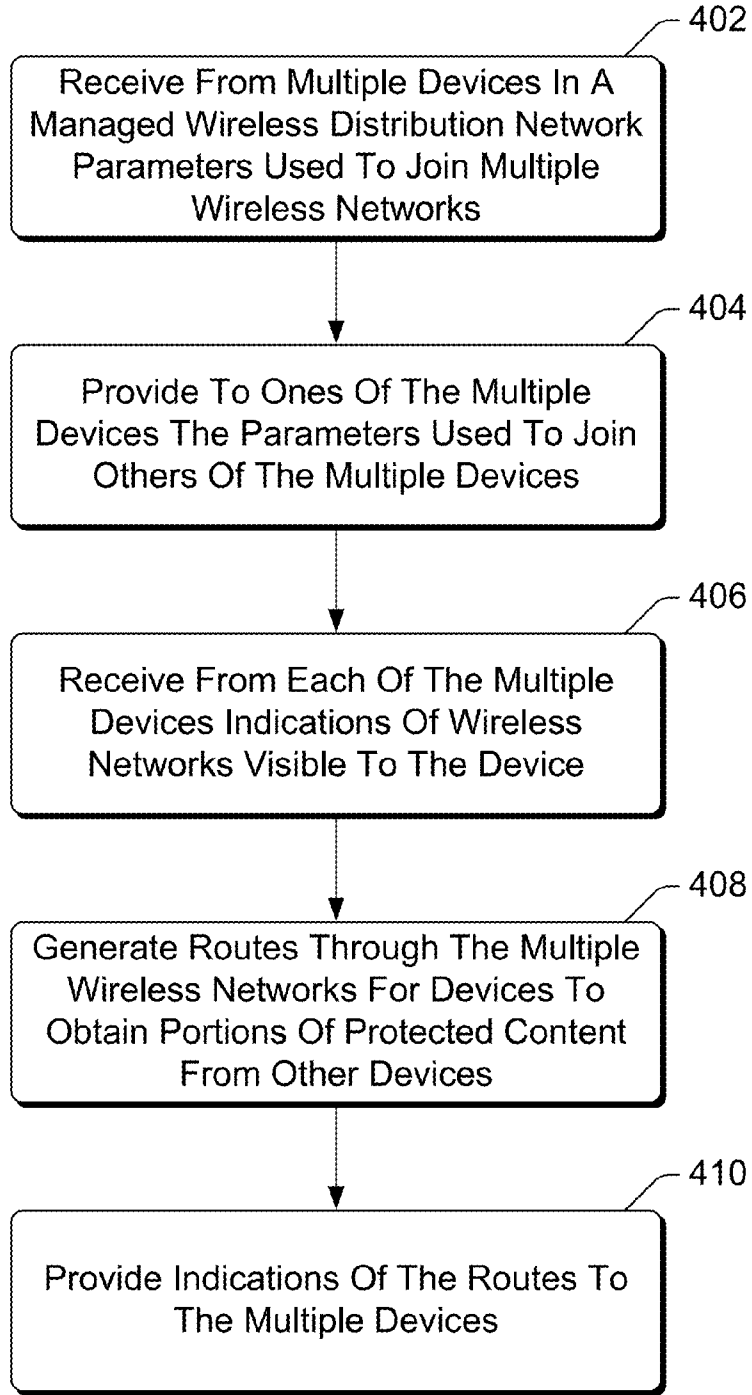 402
Receive From Multiple Devices In A
Managed Wireless Distribution Network
Parameters Used To Join Multiple
Wireless Networks
404
Provide To Ones Of The Multiple
Devices The Parameters Used To Join
Others Of The Multiple Devices
406
Receive From Each Of The Multiple
Devices Indications Of Wireless
Networks Visible To The Device
408
Generate Routes Through The Multiple
Wireless Networks For Devices To
Obtain Portions Of Protected Content
From Other Devices
410
Provide Indications Of The Routes To
The Multiple Devices